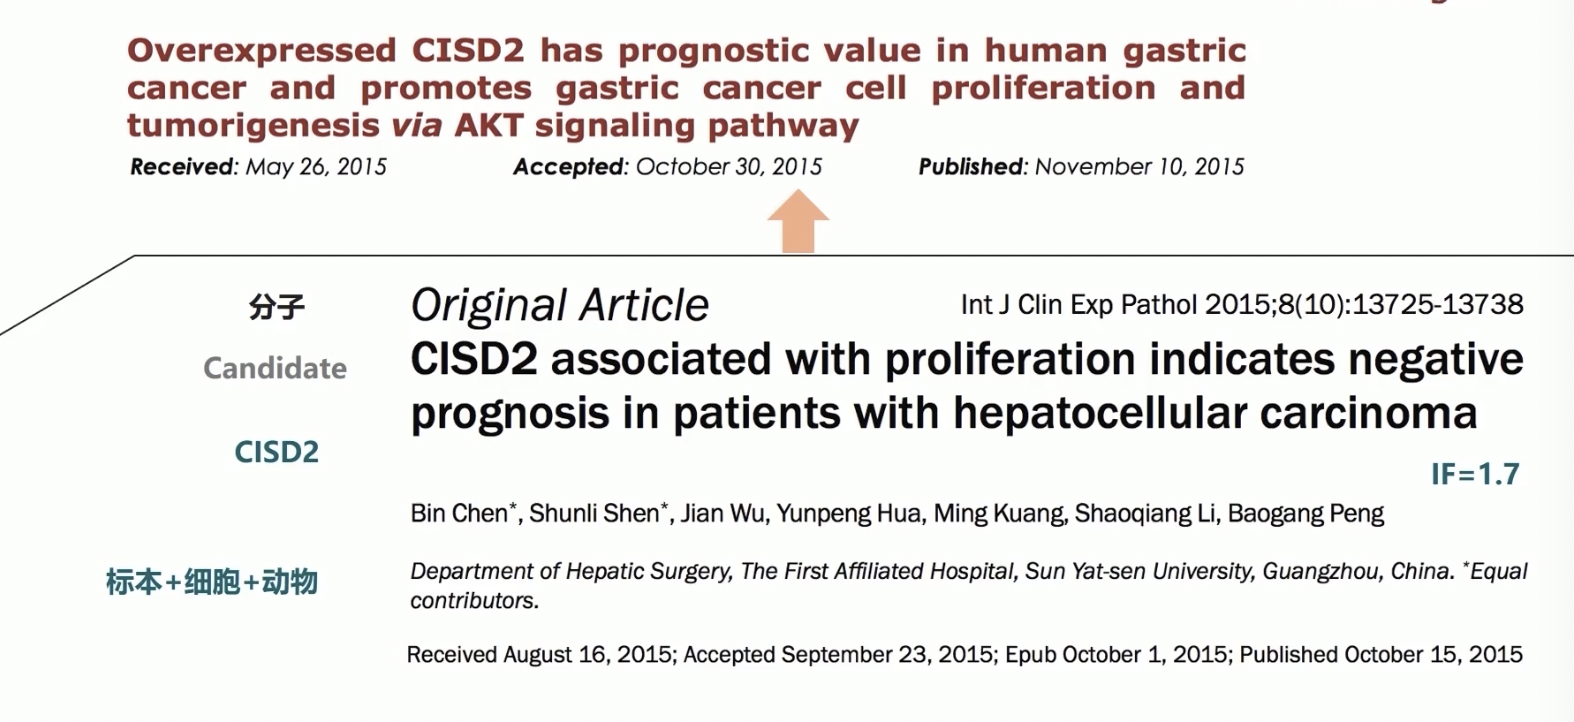 Overexpressed CISD2 has prognostic value in human gastric
cancer and promotes gastric cancer cell proliferation and
tumorigenesis via AKT signaling pathway
Received: May 26, 2015 Accepted: October 30, 2015 Published: November 10, 2015
分子
Original Article
Int J Clin Exp Pathol 2015;8(10):13725-13738
Candidate
CISD2 associated with proliferation indicates negative
prognosis in patients with hepatocellular carcinoma
CISD2
IF=1.7
Bin Chen*, Shunli Shen*, Jian Wu, Yunpeng Hua, Ming Kuang, Shaoqiang Li, Baogang Peng
标本+细胞+动物
Department of Hepatic Surgery, The First Affiliated Hospital, Sun Yat-sen University, Guangzhou, China. *Equal
contributors.
Received August 16, 2015; Accepted September 23, 2015; Epub October 1, 2015; Published October 15, 2015